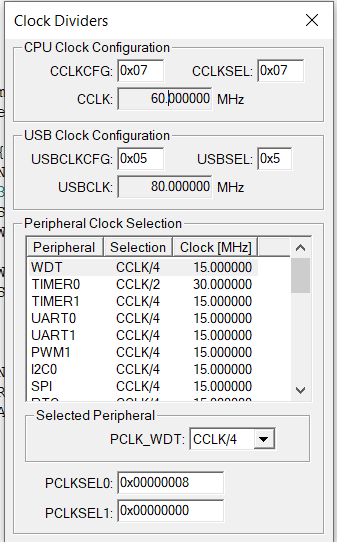 Clock Dividers
CPU Clock Configuration
CCLKCFG: 0x07 CCLKSEL: 0x07
CCLK: 60.000000 MHz
USB Clock Configuration
USBCLKCFG: 0x05 USBSEL: 0x5
USBCLK: 80.000000 MHz
Peripheral Clock Selection
Peripheral Selection Clock [MHz]
WDT CCLK/4 15.000000
TIMER0 CCLK/2 30.000000
TIMER1 CCLK/4 15.000000
UART0 CCLK/4 15.000000
UART1 CCLK/4 15.000000
PWM1 CCLK/4 15.000000
I2C0 CCLK/4 15.000000
SPI CCLK/4 15.000000
Selected Peripheral
PCLK_WDT: CCLK/4
PCLKSEL0: 0x00000008
PCLKSEL1: 0x00000000